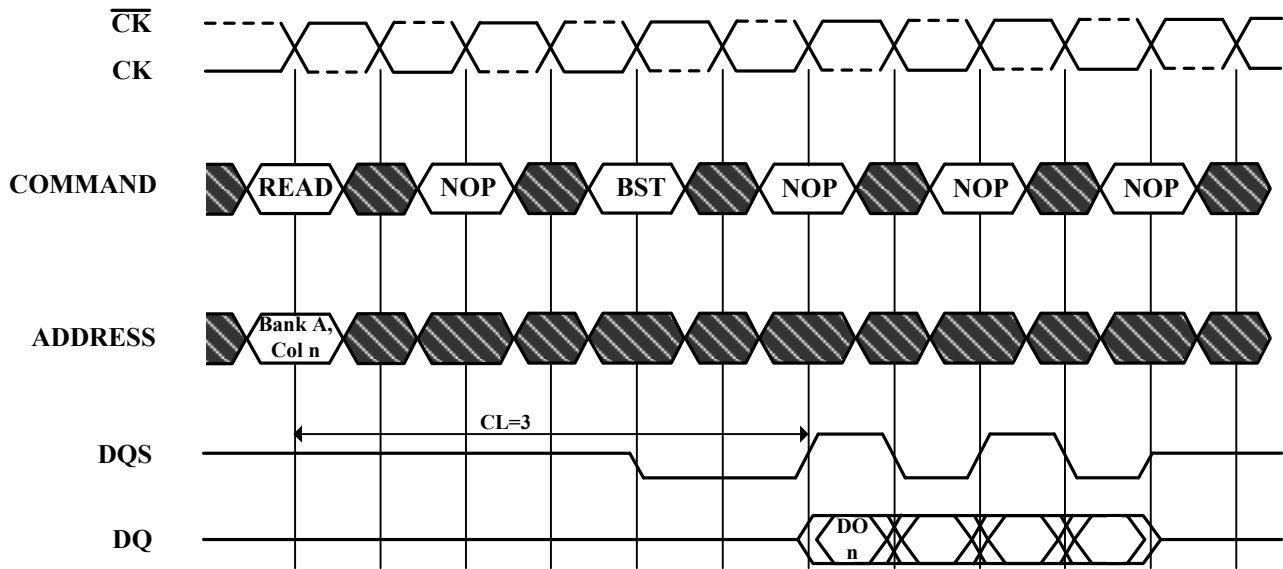 CK
CK
COMMAND READ NOP BST NOP NOP NOP
ADDRESS Bank A,
Col n
CL=3
DQS
DQ DO
n